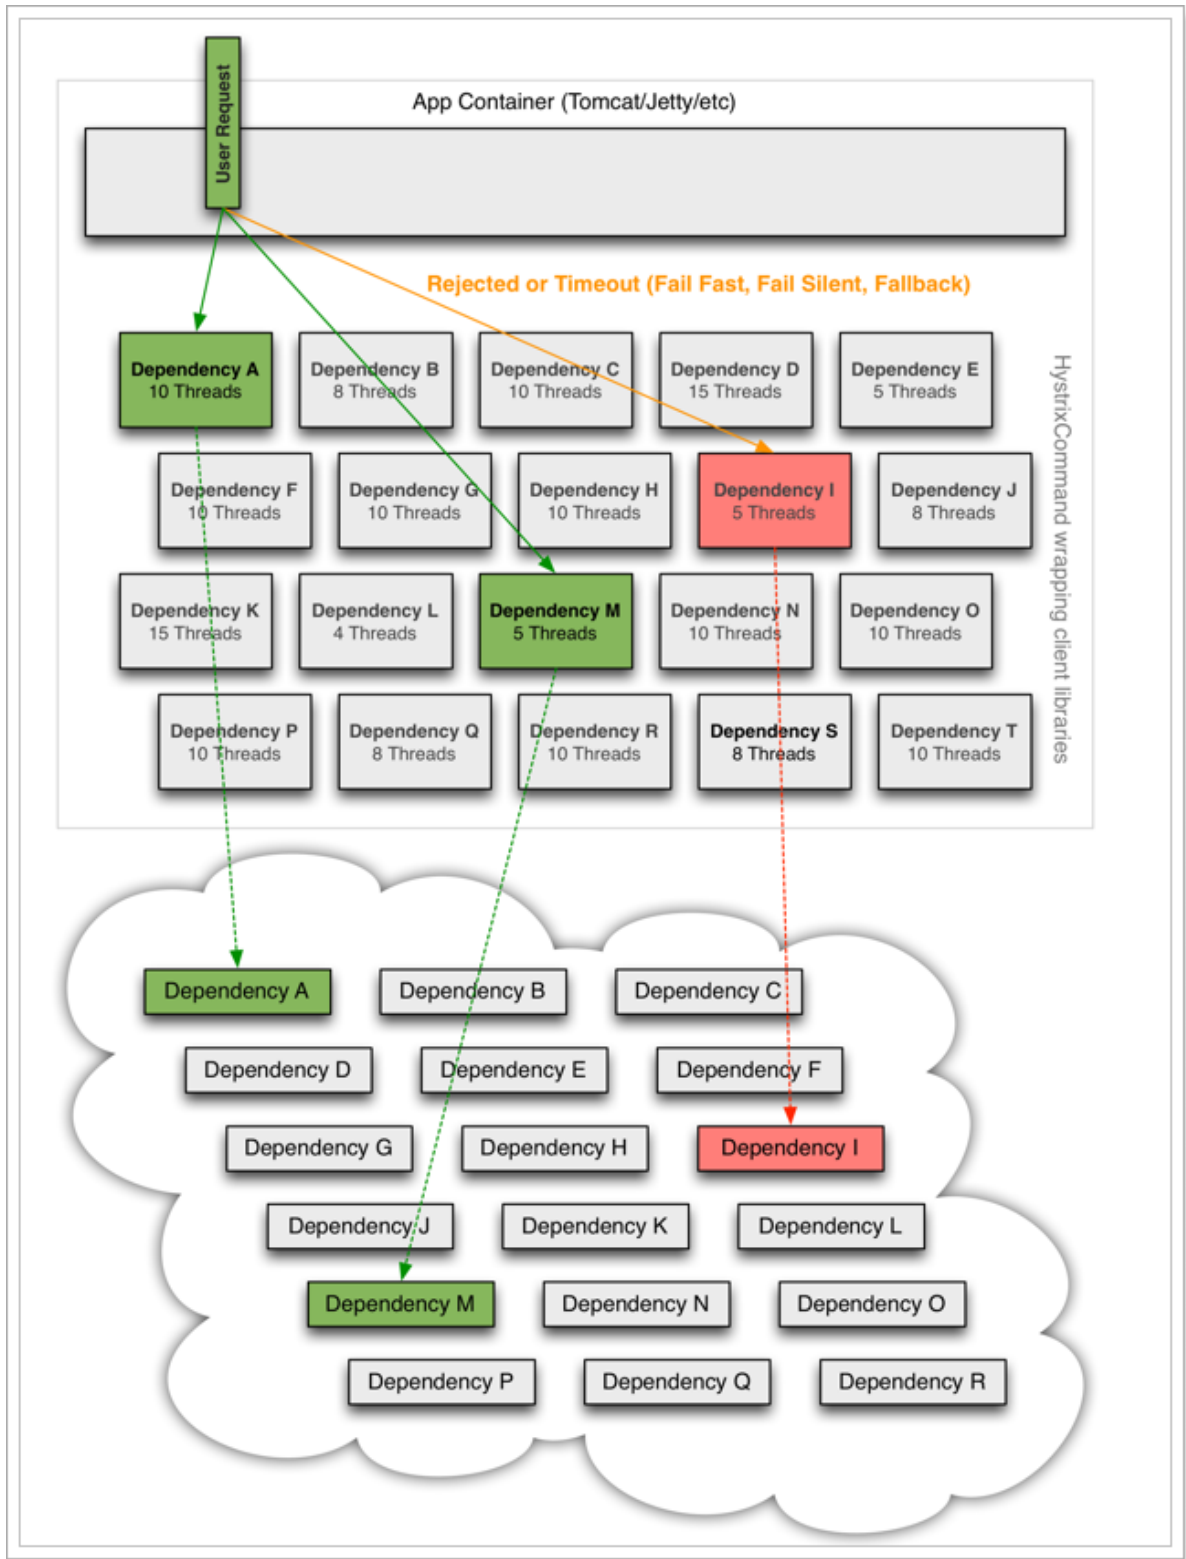 User Request
App Container (Tomcat/Jetty/etc)
Rejected or Timeout (Fail Fast, Fail Silent, Fallback)
Dependency A
10 Threads
Dependency B
8 Threads
Dependency C
10 Threads
Dependency D
15 Threads
Dependency E
5 Threads
Dependency F
10 Threads
Dependency G
10 Threads
Dependency H
10 Threads
Dependency I
5 Threads
Dependency J
8 Threads
Dependency K
15 Threads
Dependency L
4 Threads
Dependency M
5 Threads
Dependency N
10 Threads
Dependency O
10 Threads
Dependency P
10 Threads
Dependency Q
8 Threads
Dependency R
10 Threads
Dependency S
8 Threads
Dependency T
10 Threads
HystrixCommand wrapping client libraries
Dependency A
Dependency B
Dependency C
Dependency D
Dependency E
Dependency F
Dependency G
Dependency H
Dependency I
Dependency J
Dependency K
Dependency L
Dependency M
Dependency N
Dependency O
Dependency P
Dependency Q
Dependency R